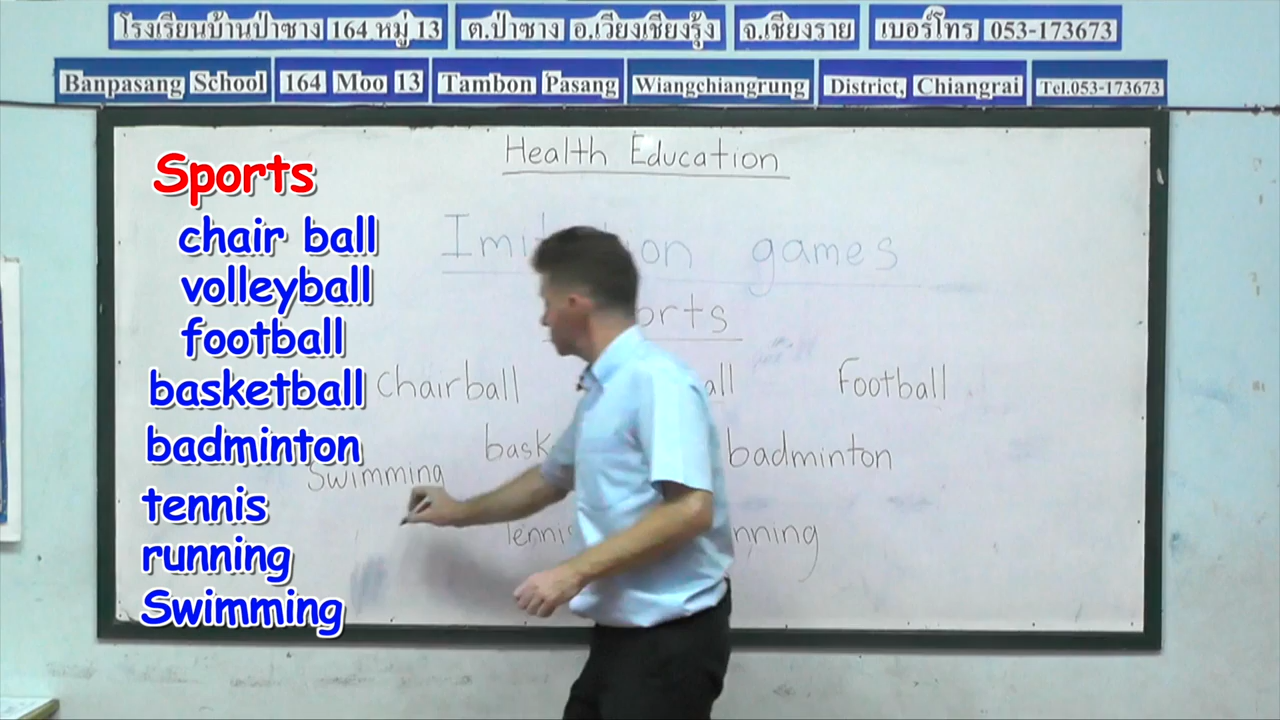 โรงเรียนบ้านป่าซาง 164 หมู่ 13 ต.ป่าซาง อ.เวียงเชียงรุ้ง จ.เชียงราย เบอร์โทร 053-173673
Banpasang School 164 Moo 13 Tambon Pasang Wiangchiangrung District, Chiangrai Tel.053-173673
Health Education
Sports
chair ball
volleyball
football
basketball
badminton
tennis
running
Swimming
games
Chairball Football
badminton
Swimming